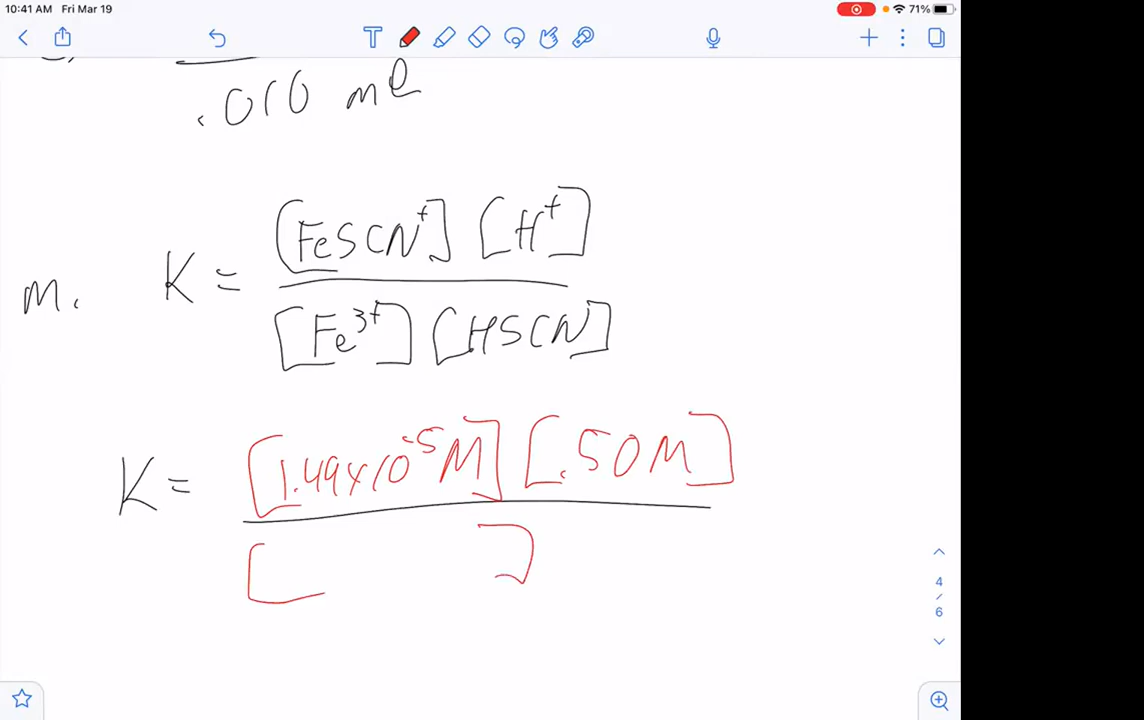 10:41 AM Fri Mar 19 71%
.010 ml
m. K = [FeSCN⁺] [H⁺]
[Fe³⁺] [HSCN]
K = [1.49x10⁻⁵M] [.50M]
[ ]
4
/
6